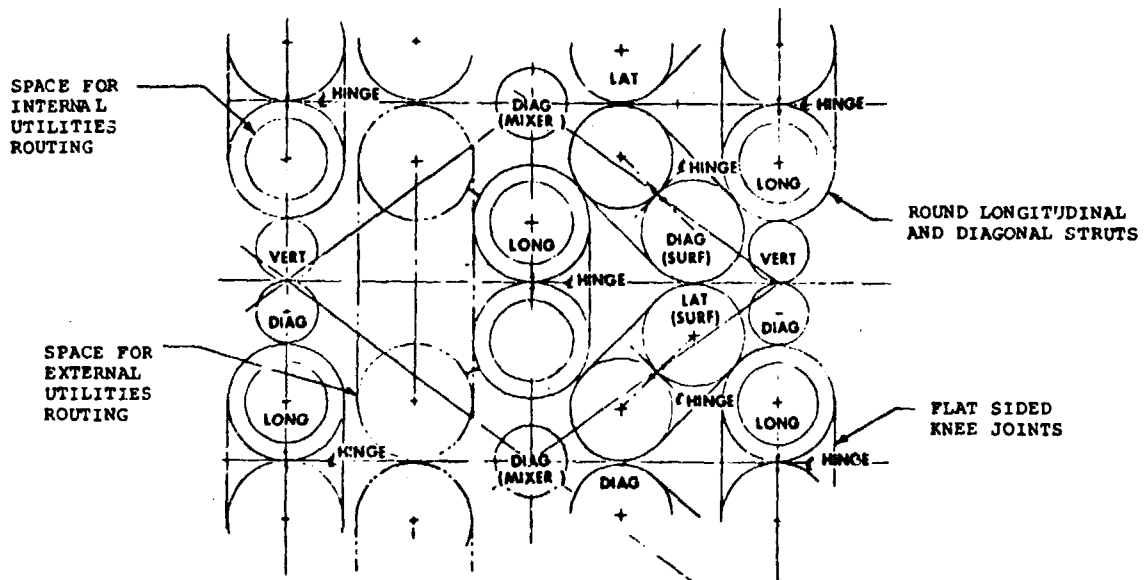 SPACE FOR
INTERNAL
UTILITIES
ROUTING
HINGE
DIAG
(MIXER)
LAT
HINGE
LONG
HINGE
LONG
ROUND LONGITUDINAL
AND DIAGONAL STRUTS
VERT
DIAG
(SURF)
VERT
HINGE
DIAG
LAT
(SURF)
DIAG
SPACE FOR
EXTERNAL
UTILITIES
ROUTING
LONG
HINGE
LONG
FLAT SIDED
KNEE JOINTS
HINGE
DIAG
(MIXER)
DIAG
HINGE